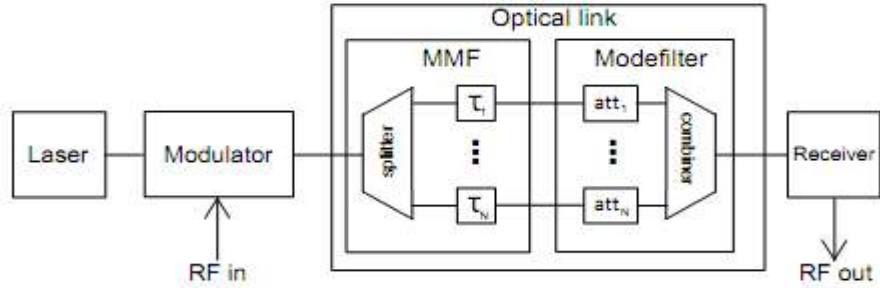 Optical link
MMF
Modefilter
Laser
Modulator
splitter
τ₁
τN
att₁
attN
combiner
Receiver
RF in
RF out